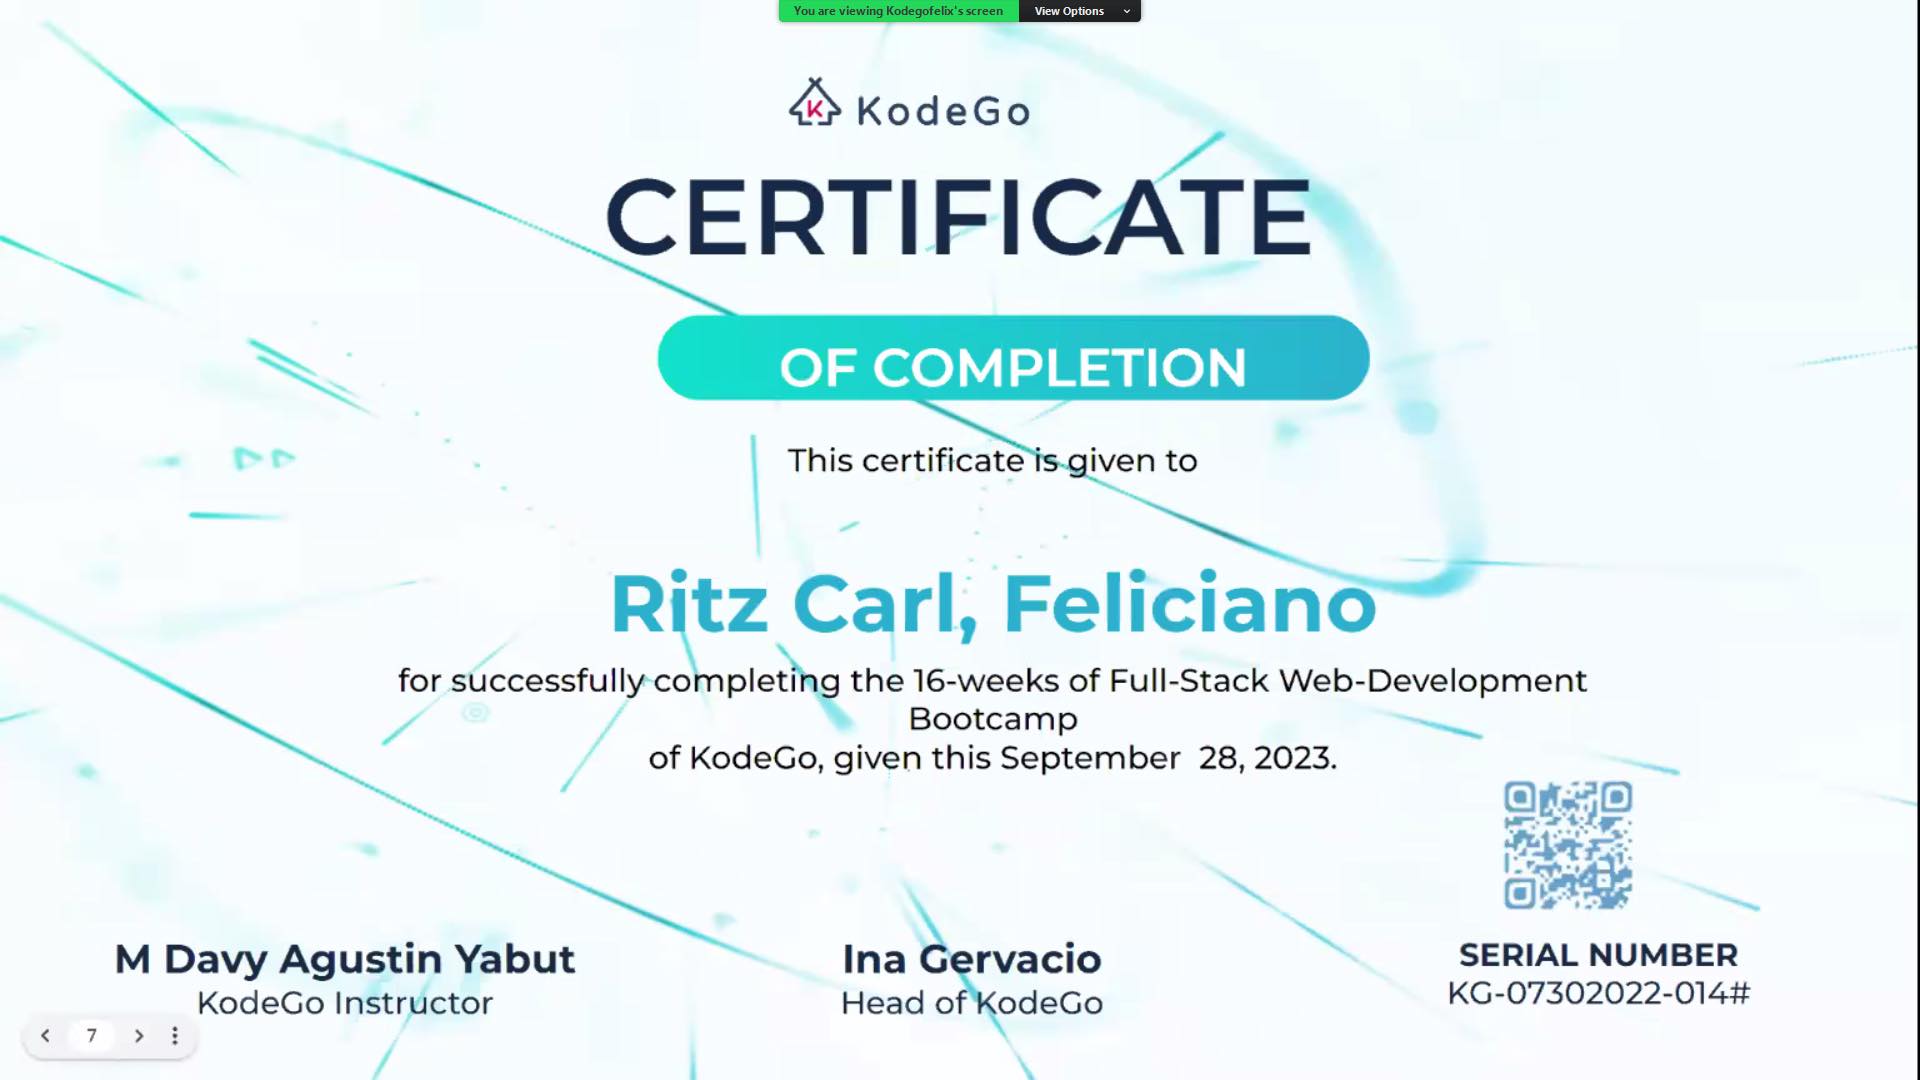 You are viewing Kodegofelix's screen View Options
KodeGo
CERTIFICATE
OF COMPLETION
This certificate is given to
Ritz Carl, Feliciano
for successfully completing the 16-weeks of Full-Stack Web-Development
Bootcamp
of KodeGo, given this September 28, 2023.
M Davy Agustin Yabut
KodeGo Instructor
Ina Gervacio
Head of KodeGo
SERIAL NUMBER
KG-07302022-014#
7